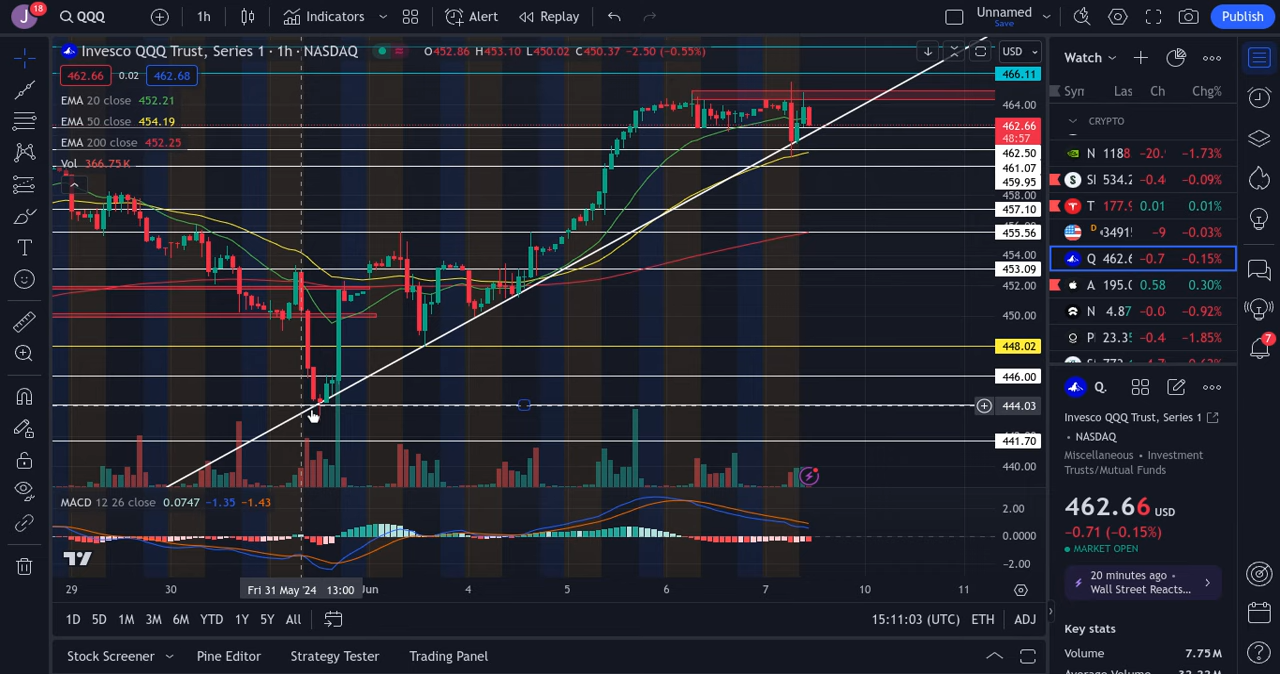 J 18 QQQ 1h Indicators Alert Replay Unnamed Save Publish
Invesco QQQ Trust, Series 1 · 1h · NASDAQ O452.86 H453.10 L450.02 C450.37 −2.50 (−0.55%) USD
462.66 0.02 462.68
EMA 20 close 452.21
EMA 50 close 454.19
EMA 200 close 452.25
Vol 366.75K
466.11
464.00
462.66
48:57
462.50
461.07
459.95
458.00
457.10
455.56
453.09
452.00
450.00
448.02
446.00
444.03
441.70
440.00
MACD 12 26 close 0.0747 −1.35 −1.43
2.00
0.0000
−2.00
29 30 Fri 31 May '24 13:00 Jun 4 5 6 7 10 11
1D 5D 1M 3M 6M YTD 1Y 5Y All 15:11:03 (UTC) ETH ADJ
Stock Screener Pine Editor Strategy Tester Trading Panel
Watch
Syn Las Ch Chg%
CRYPTO
N 1188 −20. −1.73%
SI 534.2 −0.4 −0.09%
T 177.9 0.01 0.01%
D 3491 −9 −0.03%
Q 462.6 −0.7 −0.15%
A 195.0 0.58 0.30%
N 4.87 −0.0 −0.92%
P 23.35 −0.4 −1.85%
Q.
Invesco QQQ Trust, Series 1
• NASDAQ
Miscellaneous • Investment
Trusts/Mutual Funds
462.66 USD
−0.71 (−0.15%)
MARKET OPEN
20 minutes ago •
Wall Street Reacts...
Key stats
Volume 7.75M
7